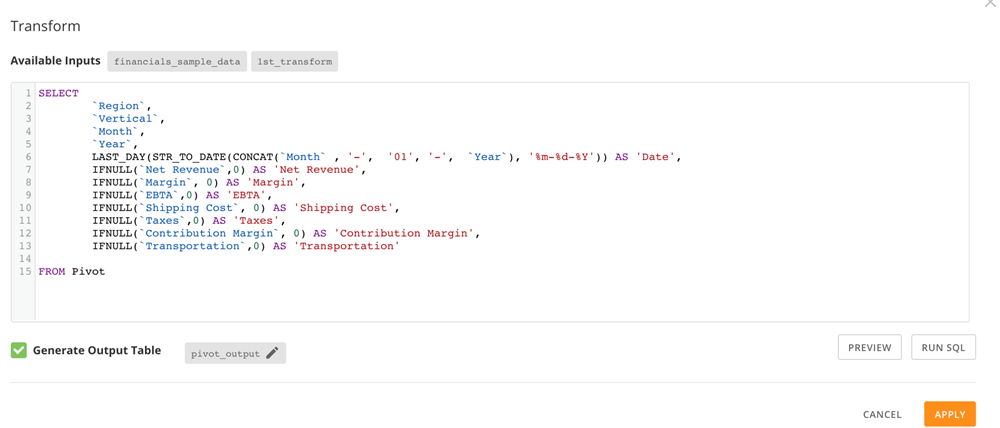 Transform
Available Inputs financials_sample_data 1st_transform
1 SELECT
2 `Region`,
3 `Vertical`,
4 `Month`,
5 `Year`,
6 LAST_DAY(STR_TO_DATE(CONCAT(`Month` , '-', '01', '-', `Year`), '%m-%d-%Y')) AS 'Date',
7 IFNULL(`Net Revenue`,0) AS 'Net Revenue',
8 IFNULL(`Margin`, 0) AS 'Margin',
9 IFNULL(`EBTA`,0) AS 'EBTA',
10 IFNULL(`Shipping Cost`, 0) AS 'Shipping Cost',
11 IFNULL(`Taxes`,0) AS 'Taxes',
12 IFNULL(`Contribution Margin`, 0) AS 'Contribution Margin',
13 IFNULL(`Transportation`,0) AS 'Transportation'
14
15 FROM Pivot
Generate Output Table pivot_output PREVIEW RUN SQL
CANCEL APPLY